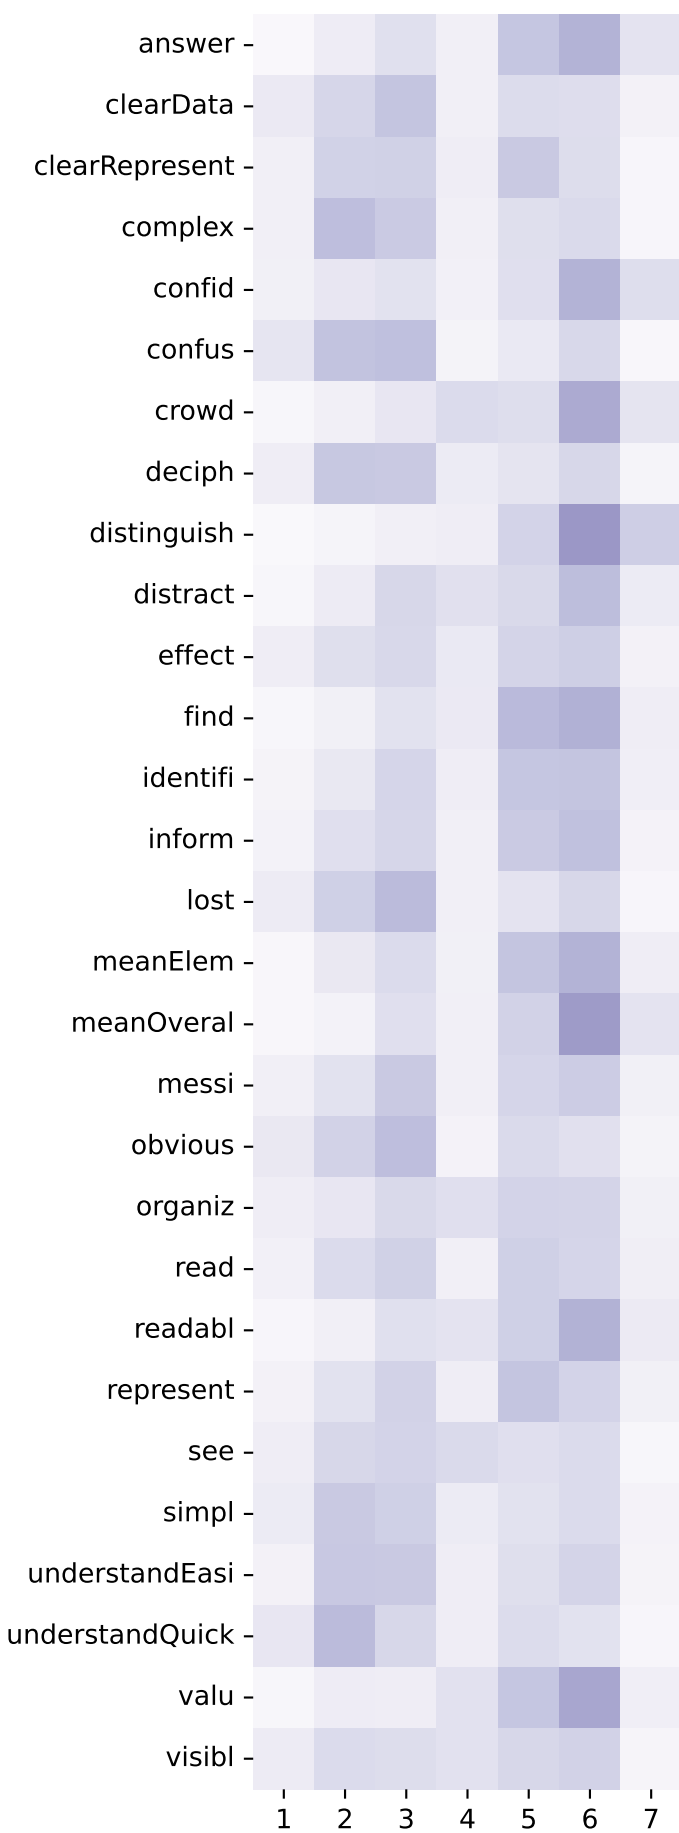 answer
clearData
clearRepresent
complex
confid
confus
crowd
deciph
distinguish
distract
effect
find
identifi
inform
lost
meanElem
meanOveral
messi
obvious
organiz
read
readabl
represent
see
simpl
understandEasi
understandQuick
valu
visibl
1 2 3 4 5 6 7